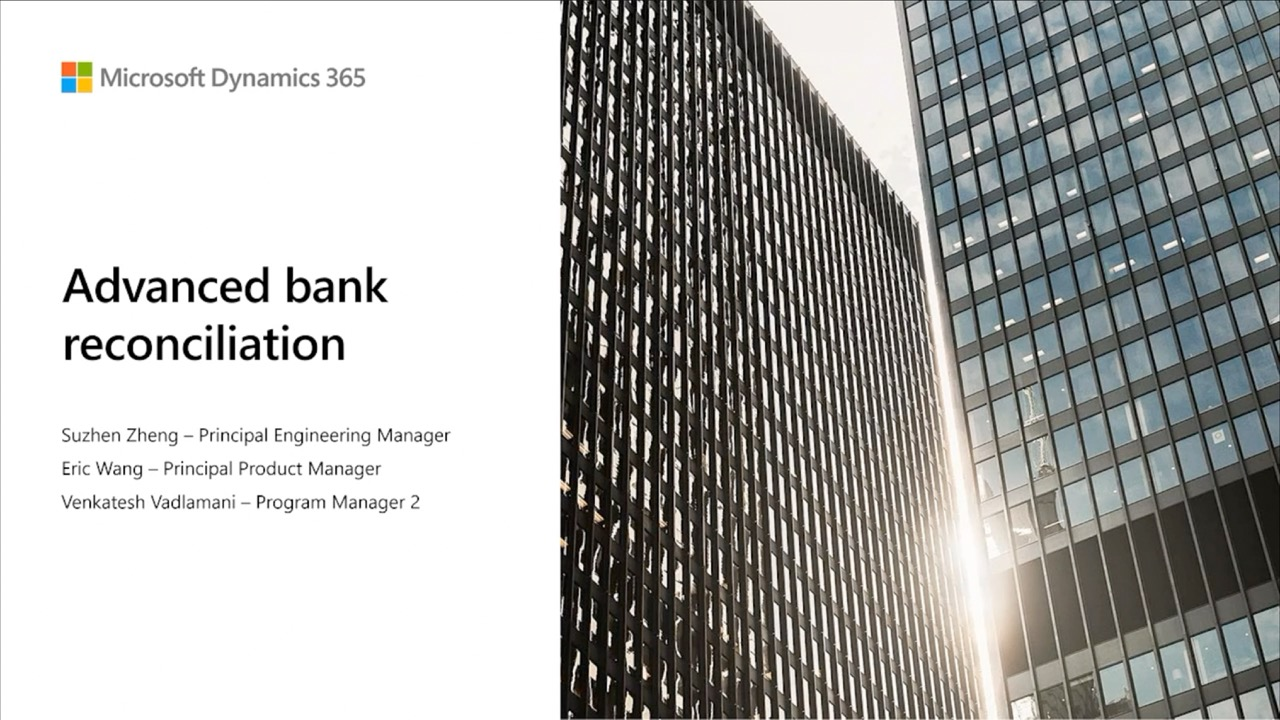 Microsoft Dynamics 365
Advanced bank
reconciliation
Suzhen Zheng – Principal Engineering Manager
Eric Wang – Principal Product Manager
Venkatesh Vadlamani – Program Manager 2